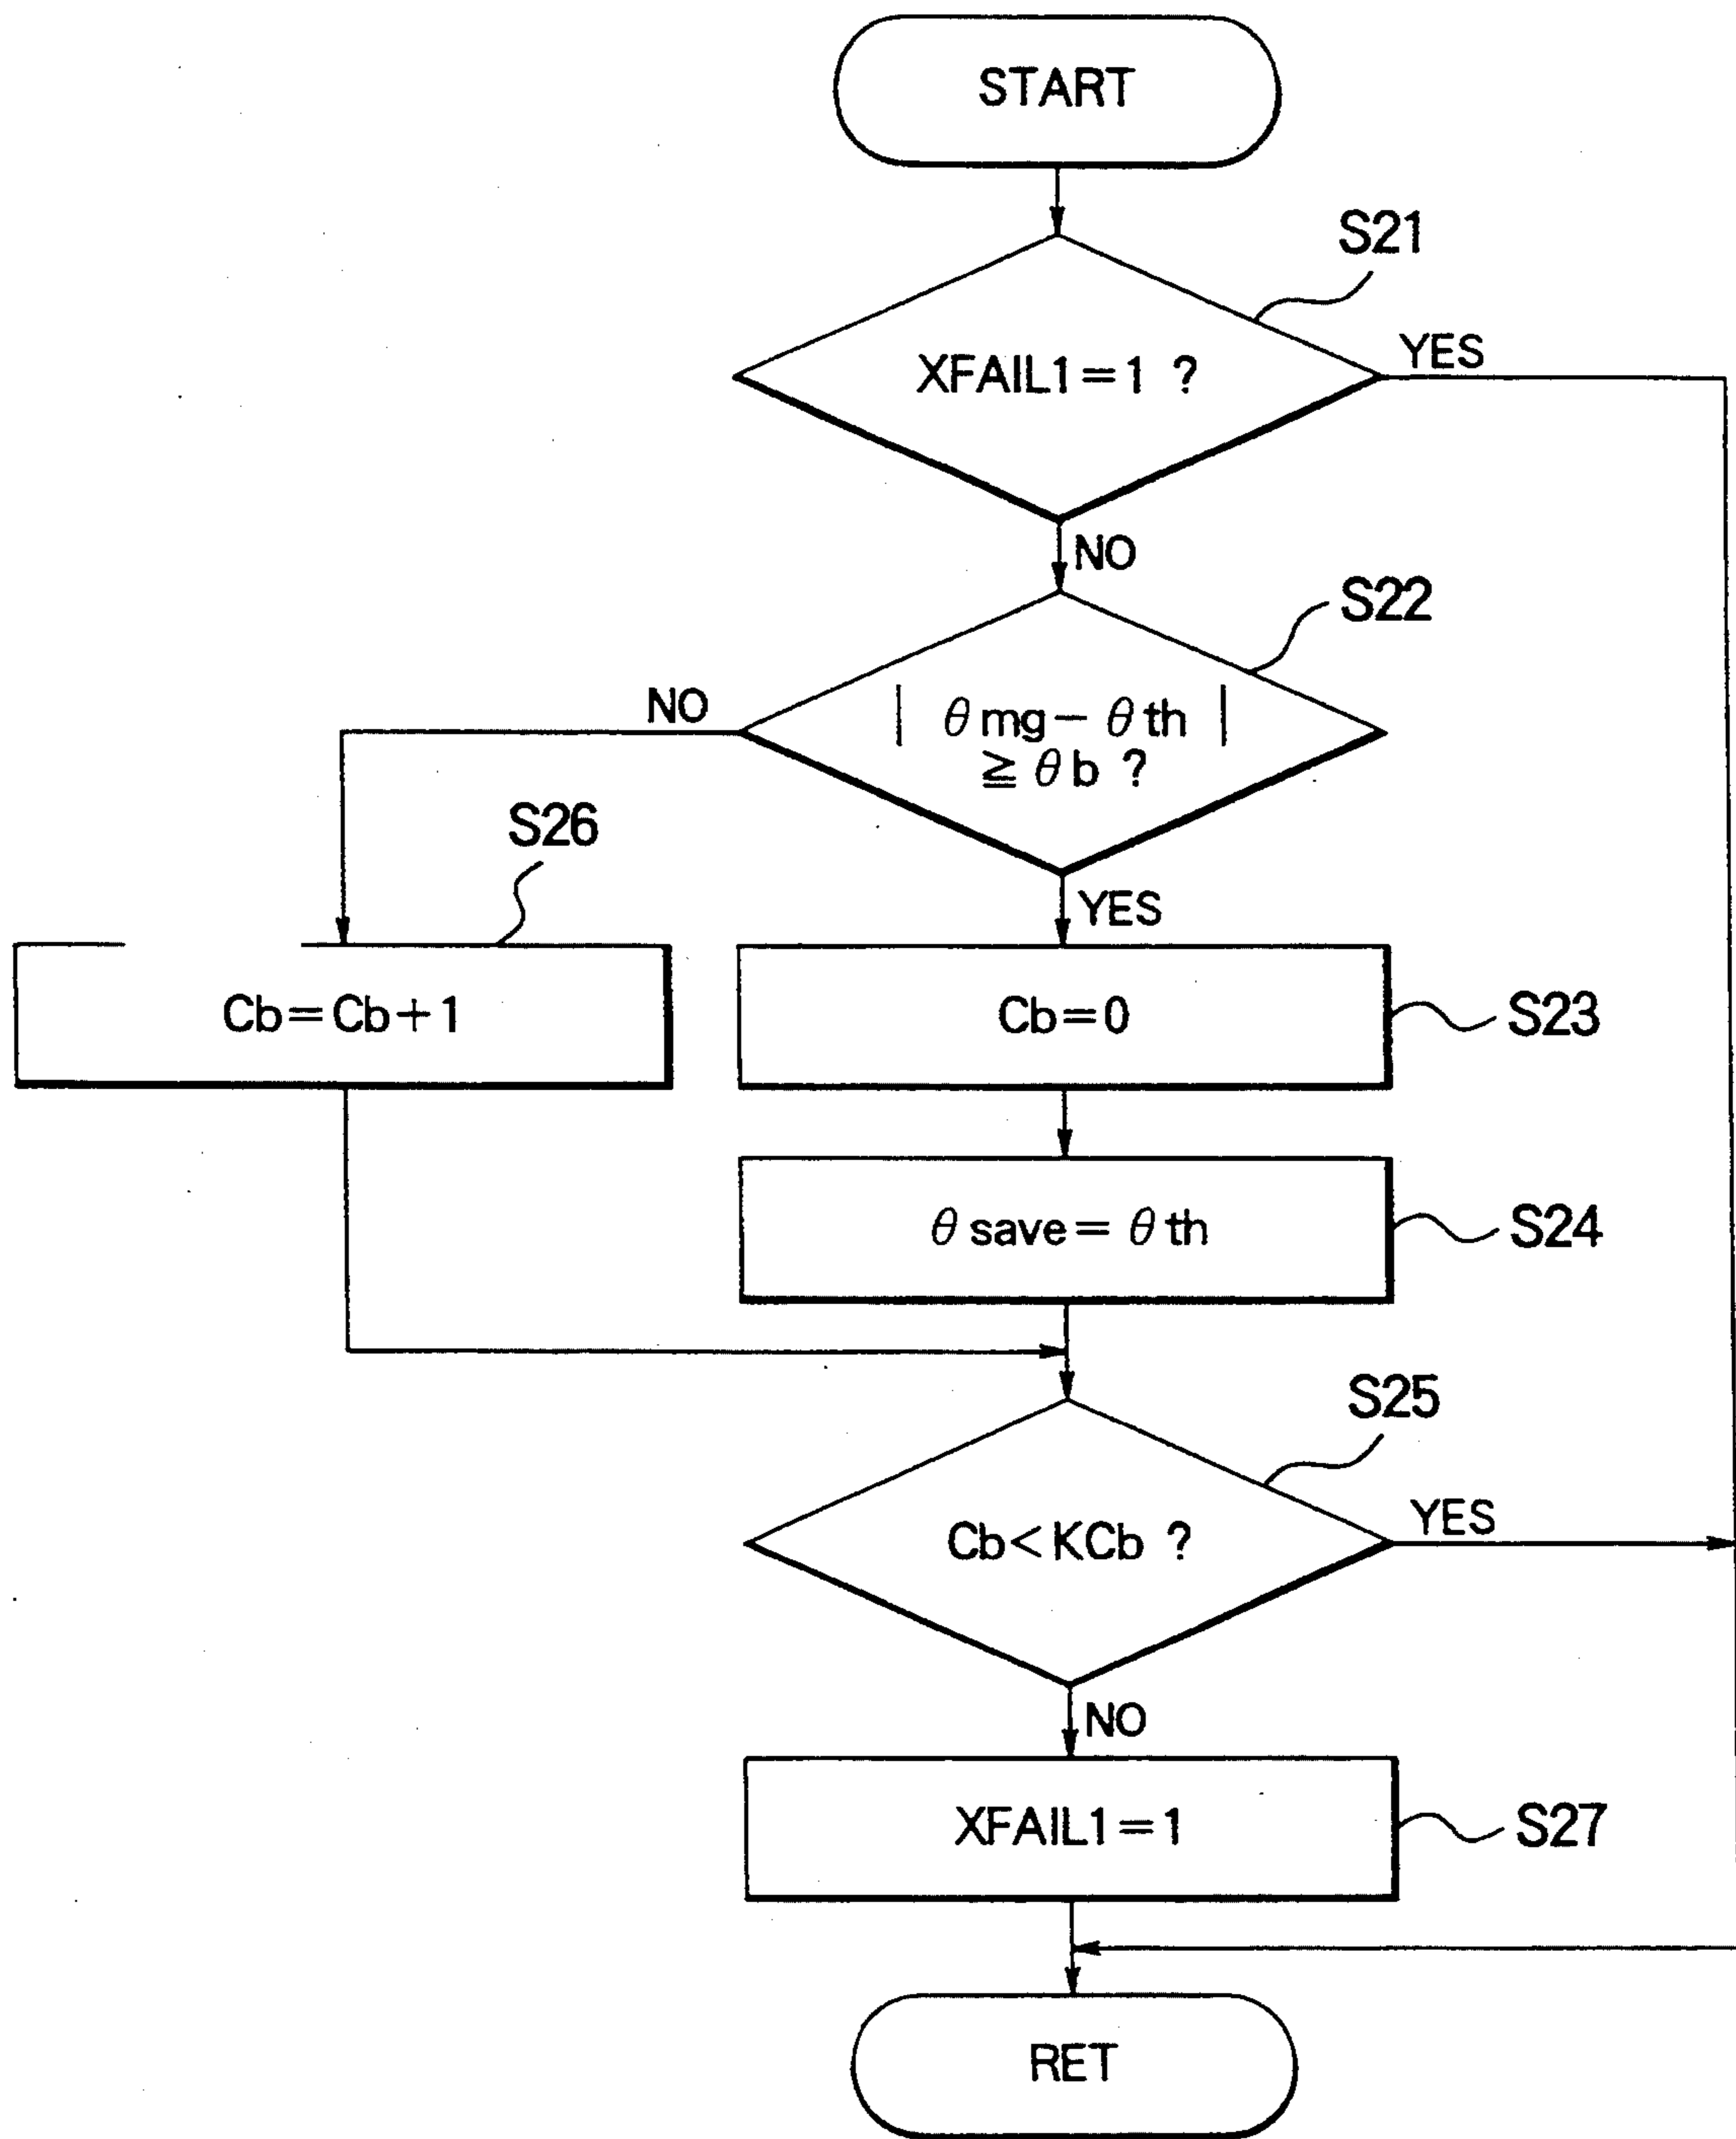 START
S21
XFAIL1=1 ?
YES
NO
S22
| θmg− θth |
≧ θb ?
NO
YES
S26
Cb=Cb+1
Cb=0
S23
θsave= θth
S24
S25
Cb<KCb ?
YES
NO
XFAIL1=1
S27
RET